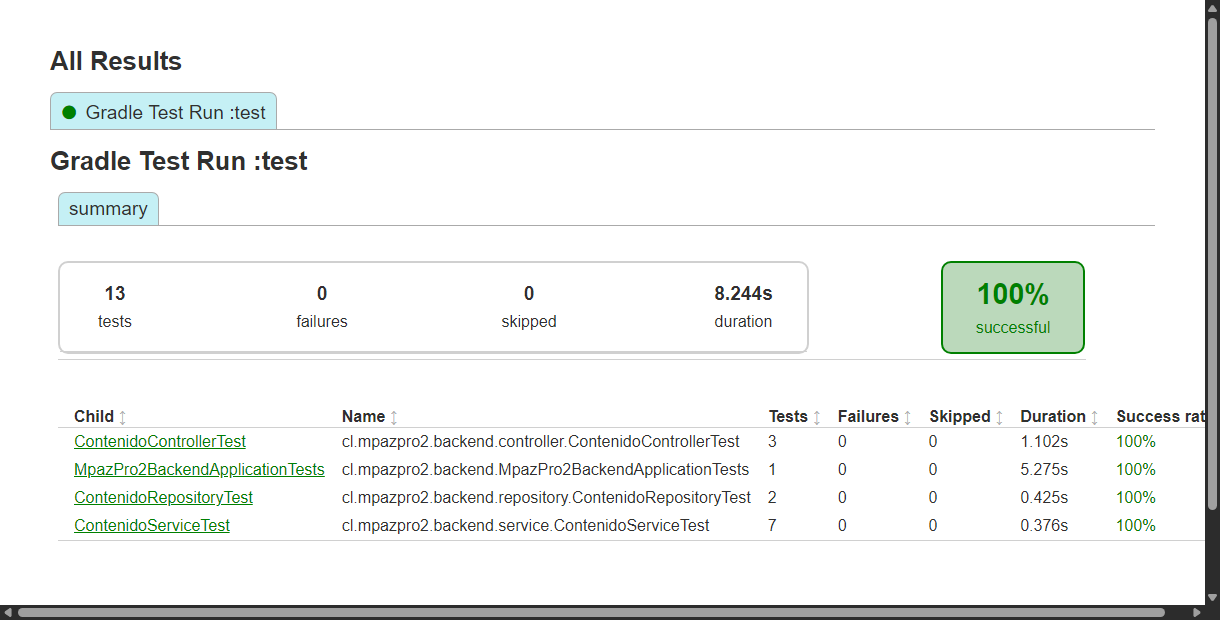 All Results
Gradle Test Run :test
Gradle Test Run :test
summary
13 0 0 8.244s 100%
tests failures skipped duration successful
Child Name Tests Failures Skipped Duration Success rat
ContenidoControllerTest cl.mpazpro2.backend.controller.ContenidoControllerTest 3 0 0 1.102s 100%
MpazPro2BackendApplicationTests cl.mpazpro2.backend.MpazPro2BackendApplicationTests 1 0 0 5.275s 100%
ContenidoRepositoryTest cl.mpazpro2.backend.repository.ContenidoRepositoryTest 2 0 0 0.425s 100%
ContenidoServiceTest cl.mpazpro2.backend.service.ContenidoServiceTest 7 0 0 0.376s 100%